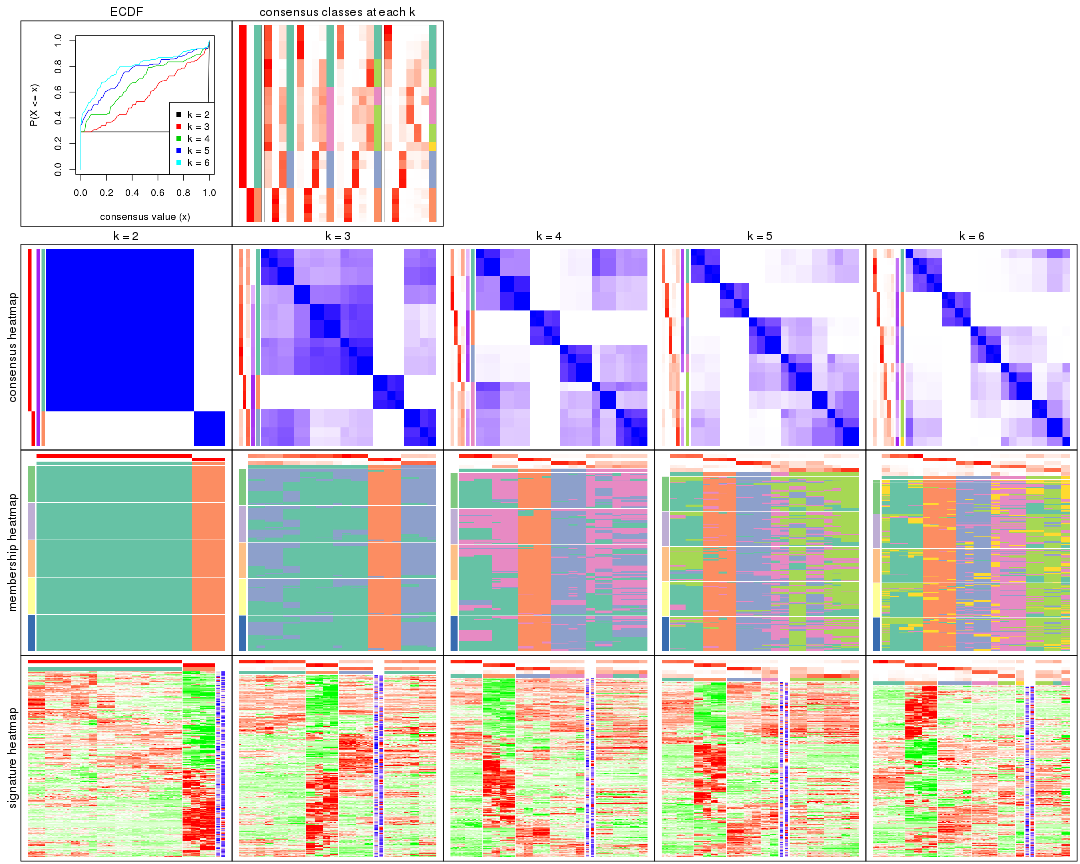 ECDF
consensus classes at each k
P(X <= x)
1.0
0.8
0.6
0.4
0.2
0.0
k = 2
k = 3
k = 4
k = 5
k = 6
0.0 0.2 0.4 0.6 0.8 1.0
consensus value (x)
k = 2
k = 3
k = 4
k = 5
k = 6
consensus heatmap
membership heatmap
signature heatmap